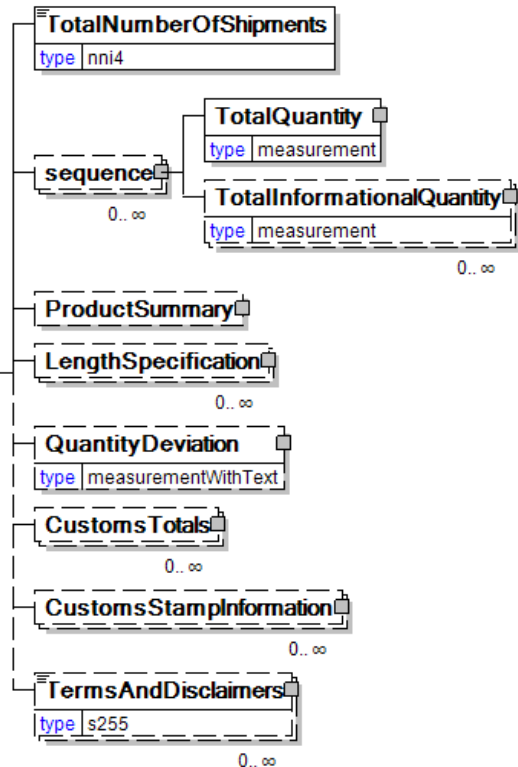 TotalNumberOfShipments
type nni4
TotalQuantity
type measurement
sequence
0.. ∞
TotalInformationalQuantity
type measurement
0.. ∞
ProductSummary
LengthSpecification
0.. ∞
QuantityDeviation
type measurementWithText
CustomsTotals
0.. ∞
CustomsStampInformation
0.. ∞
TermsAndDisclaimers
type s255
0.. ∞